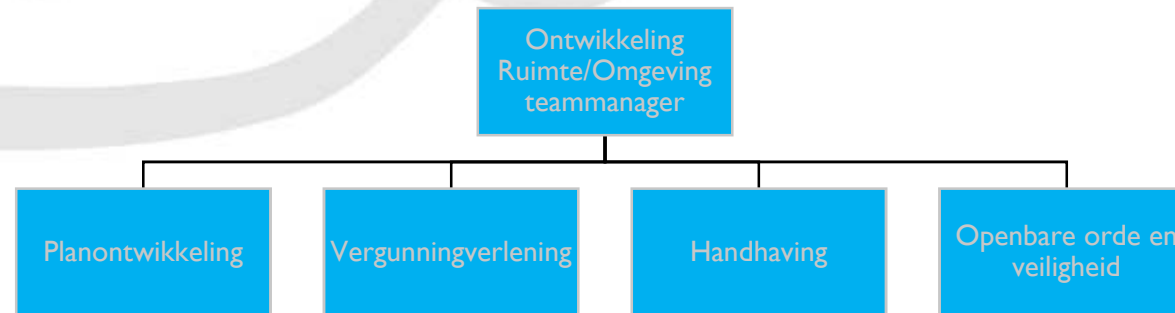 Ontwikkeling
Ruimte/Omgeving
teammanager
Planontwikkeling
Vergunningverlening
Handhaving
Openbare orde en
veiligheid